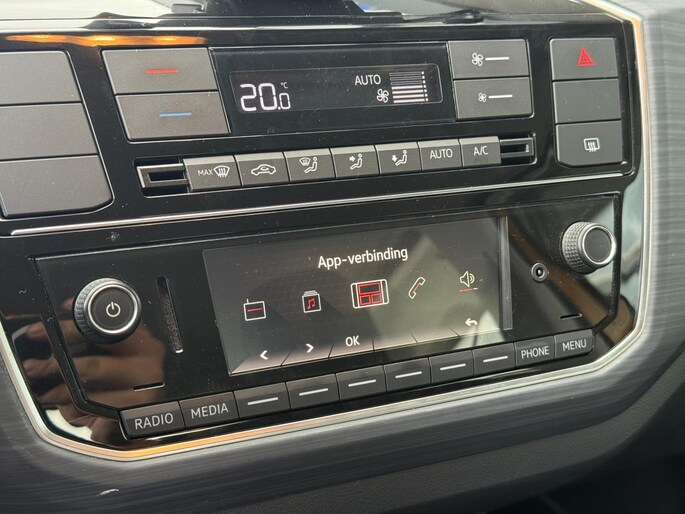 20.0 °C AUTO
MAX AUTO A/C
App-verbinding
OK
RADIO MEDIA PHONE MENU